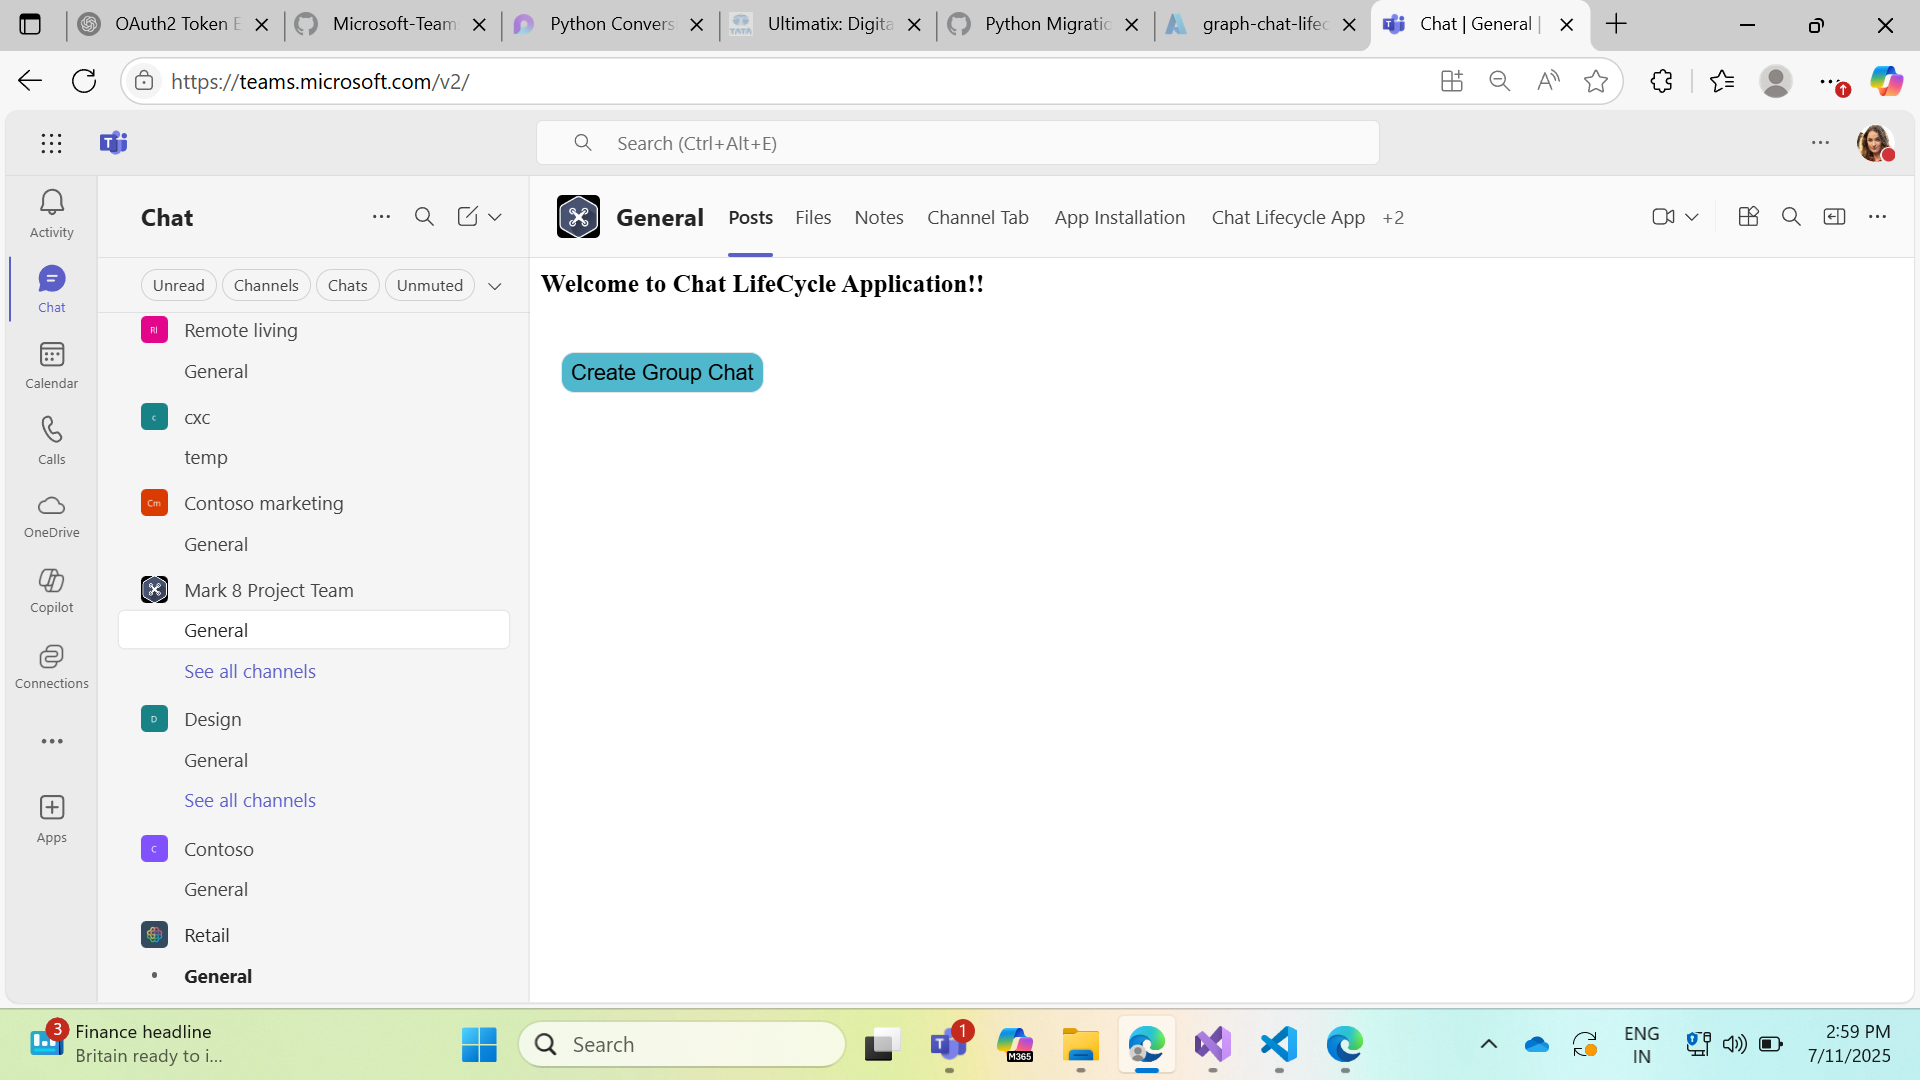 OAuth2 Token E
Microsoft-Team
Python Convers
Ultimatix: Digita
Python Migratio
graph-chat-lifec
Chat | General |
https://teams.microsoft.com/v2/
Search (Ctrl+Alt+E)
Activity
Chat
Calendar
Calls
OneDrive
Copilot
Connections
Apps
Chat
Unread
Channels
Chats
Unmuted
Rl
Remote living
General
c
cxc
temp
Cm
Contoso marketing
General
Mark 8 Project Team
General
See all channels
D
Design
General
See all channels
C
Contoso
General
Retail
General
General
Posts
Files
Notes
Channel Tab
App Installation
Chat Lifecycle App
+2
Welcome to Chat LifeCycle Application!!
Create Group Chat
3
Finance headline
Britain ready to i...
Search
1
M365
ENG
IN
2:59 PM
7/11/2025